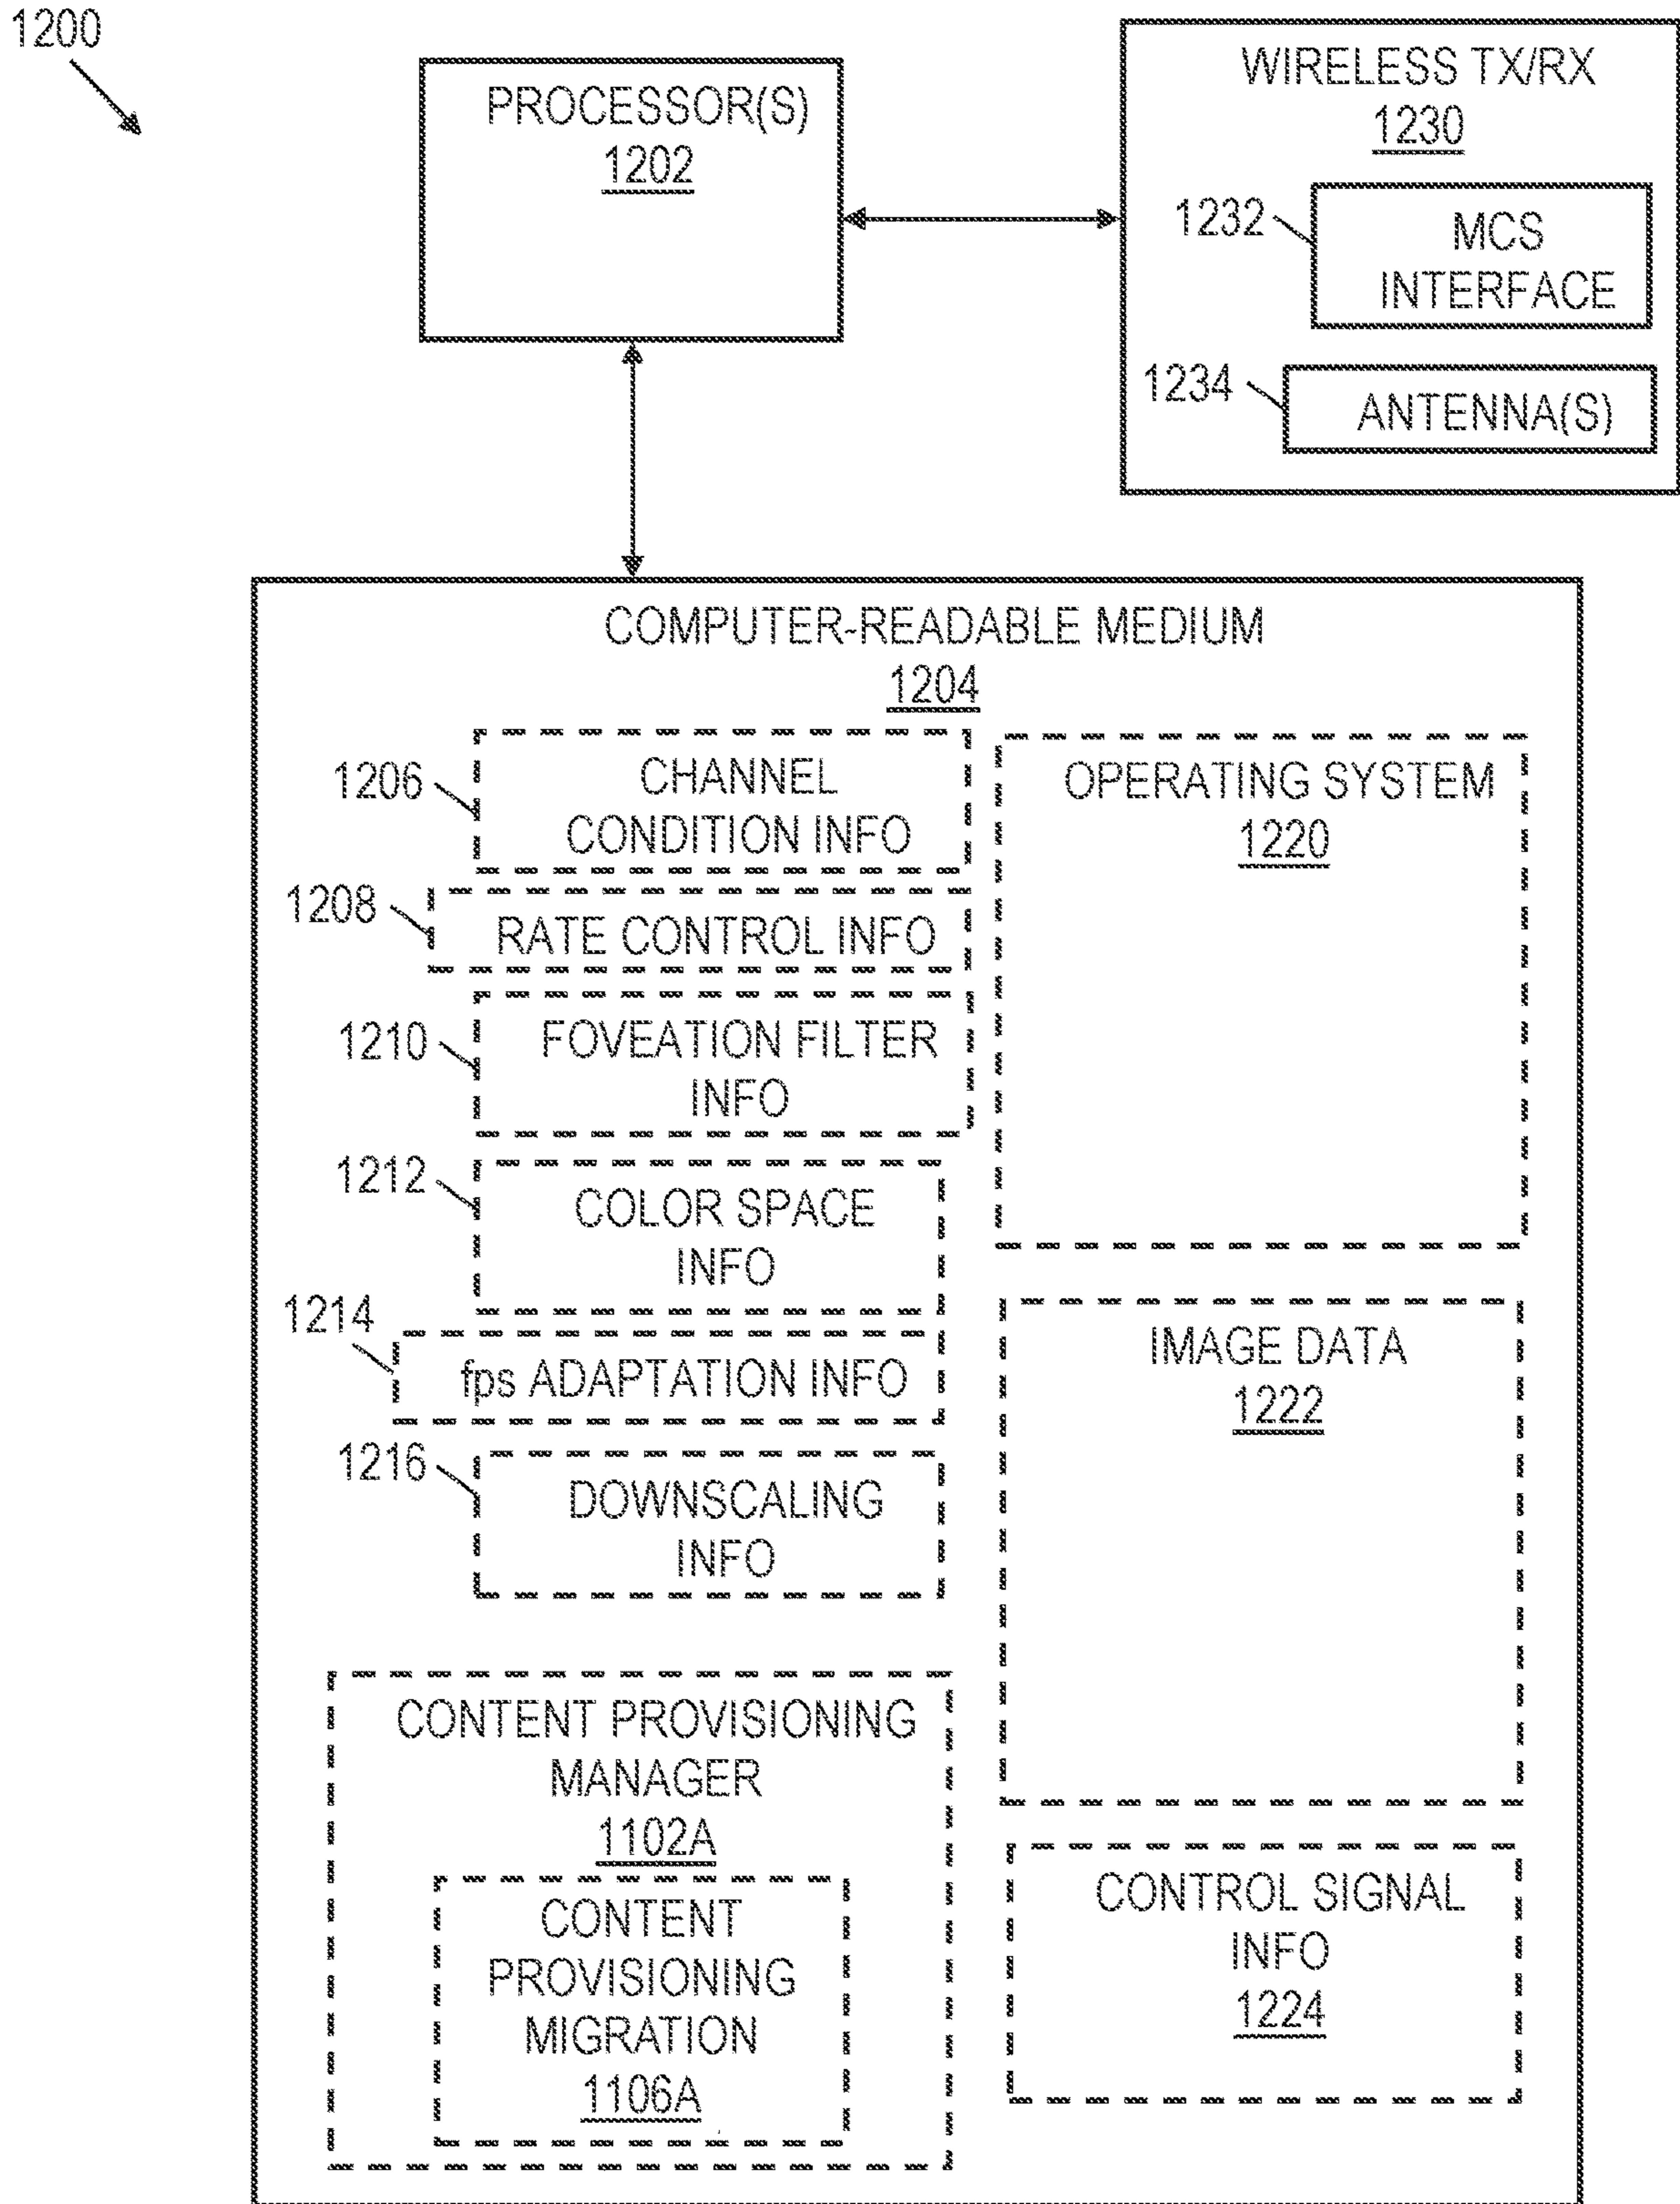 1200
PROCESSOR(S)
1202
WIRELESS TX/RX
1230
1232
MCS
INTERFACE
1234
ANTENNA(S)
COMPUTER-READABLE MEDIUM
1204
1206
CHANNEL
CONDITION INFO
1208
RATE CONTROL INFO
1210
FOVEATION FILTER
INFO
1212
COLOR SPACE
INFO
1214
fps ADAPTATION INFO
1216
DOWNSCALING
INFO
CONTENT PROVISIONING
MANAGER
1102A
CONTENT
PROVISIONING
MIGRATION
1106A
OPERATING SYSTEM
1220
IMAGE DATA
1222
CONTROL SIGNAL
INFO
1224